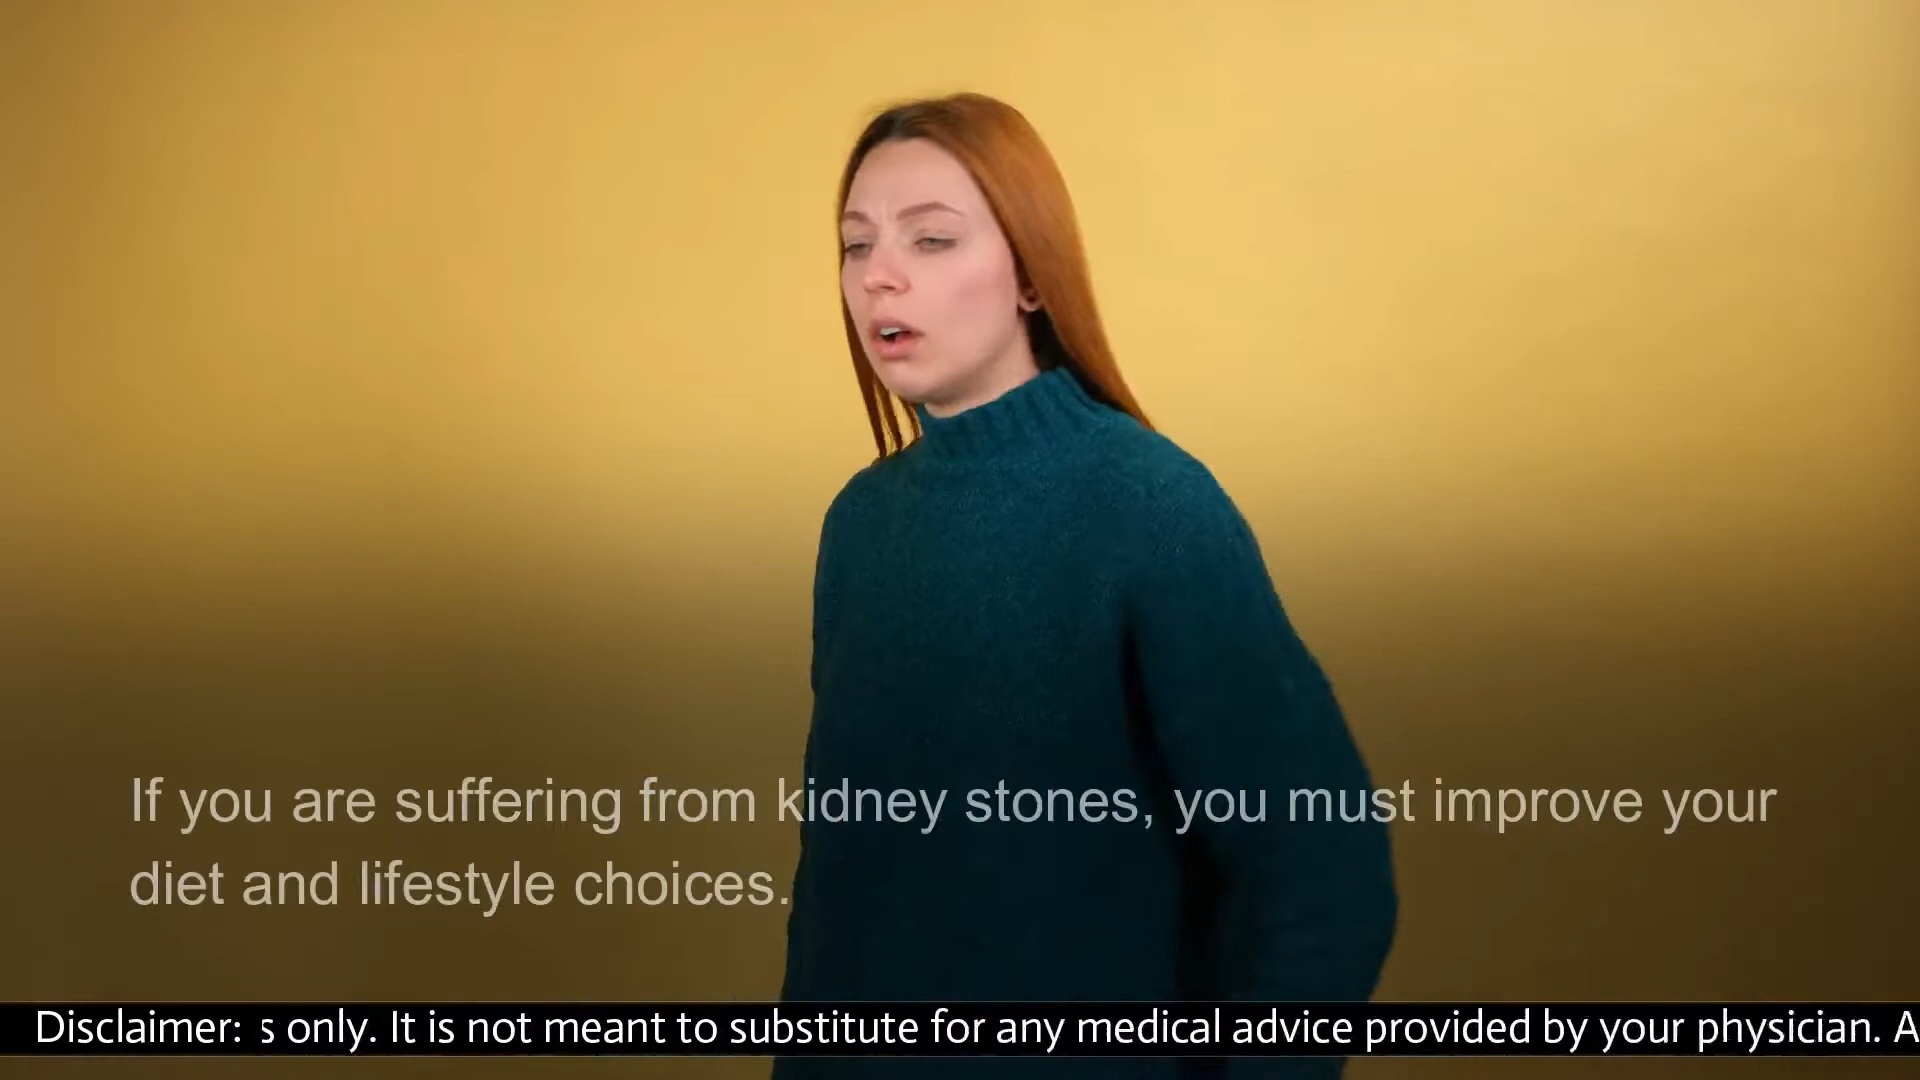 If you are suffering from kidney stones, you must improve your
diet and lifestyle choices.
Disclaimer: s only. It is not meant to substitute for any medical advice provided by your physician. A